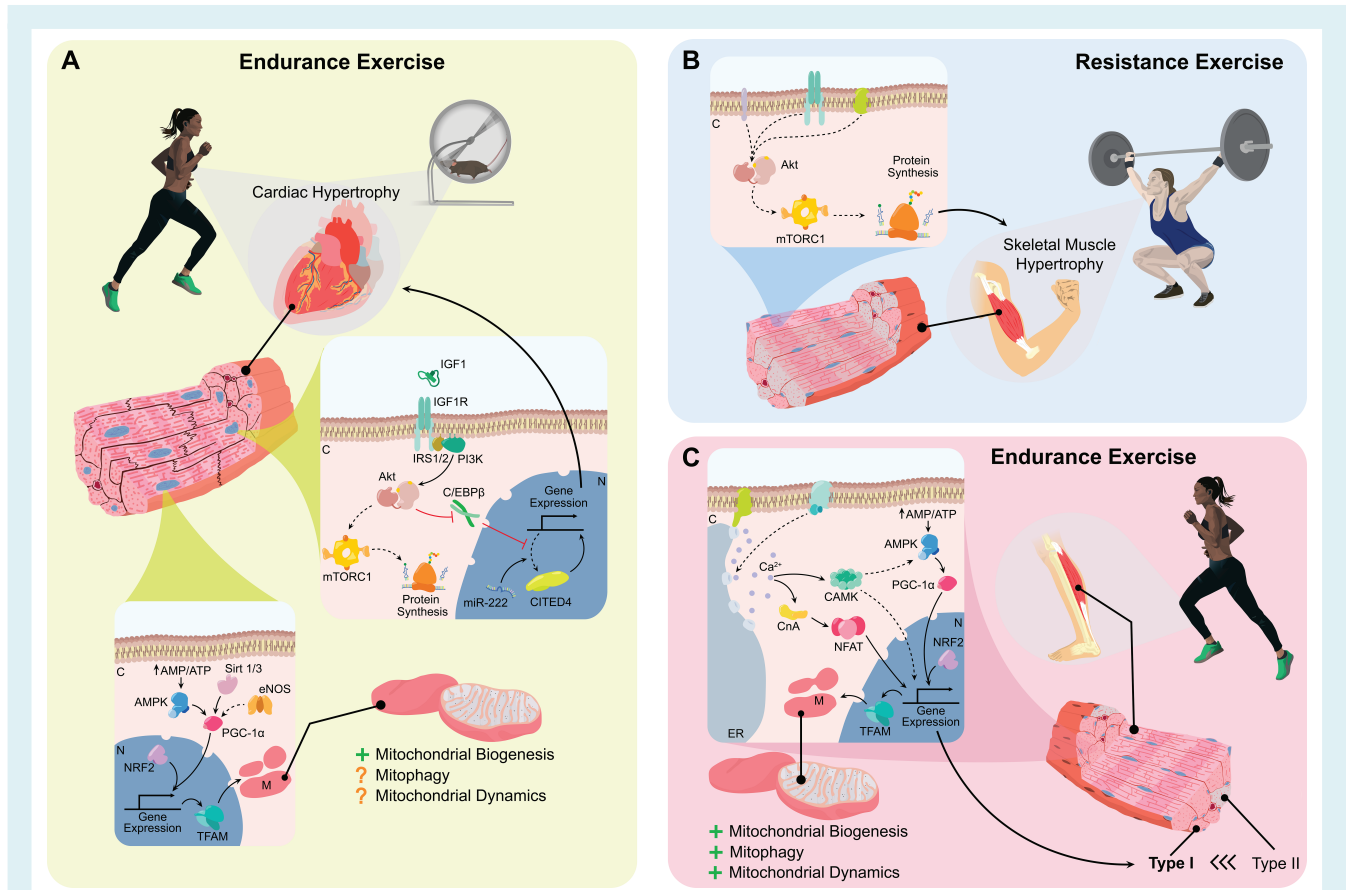 A
Endurance Exercise
Cardiac Hypertrophy
IGF1
IGF1R
C
IRS1/2
PI3K
Akt
C/EBPβ
N
Gene
Expression
mTORC1
Protein
Synthesis
miR-222
CITED4
C
↑AMP/ATP
Sirt 1/3
AMPK
eNOS
PGC-1α
N
NRF2
M
Gene
Expression
TFAM
+ Mitochondrial Biogenesis
? Mitophagy
? Mitochondrial Dynamics
B
Resistance Exercise
C
Akt
Protein
Synthesis
mTORC1
Skeletal Muscle
Hypertrophy
C
Endurance Exercise
C
↑AMP/ATP
AMPK
Ca²⁺
CAMK
PGC-1α
CnA
NFAT
N
NRF2
M
Gene
Expression
TFAM
ER
+ Mitochondrial Biogenesis
+ Mitophagy
+ Mitochondrial Dynamics
Type I <<< Type II